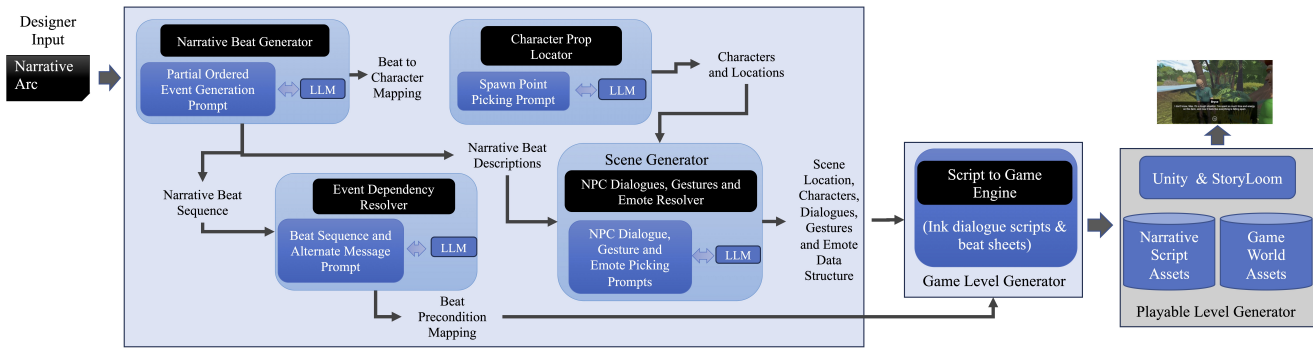 Designer
Input
Narrative
Arc
Narrative Beat Generator
Partial Ordered
Event Generation
Prompt
LLM
Beat to
Character
Mapping
Character Prop
Locator
Spawn Point
Picking Prompt
LLM
Characters
and Locations
Narrative Beat
Sequence
Event Dependency
Resolver
Beat Sequence and
Alternate Message
Prompt
LLM
Beat
Precondition
Mapping
Narrative Beat
Descriptions
Scene Generator
NPC Dialogues, Gestures and
Emote Resolver
NPC Dialogue,
Gesture and
Emote Picking
Prompts
LLM
Scene
Location,
Characters,
Dialogues,
Gestures
and Emote
Data
Structure
Script to Game
Engine
(Ink dialogue scripts &
beat sheets)
Game Level Generator
Unity & StoryLoom
Narrative
Script
Assets
Game
World
Assets
Playable Level Generator